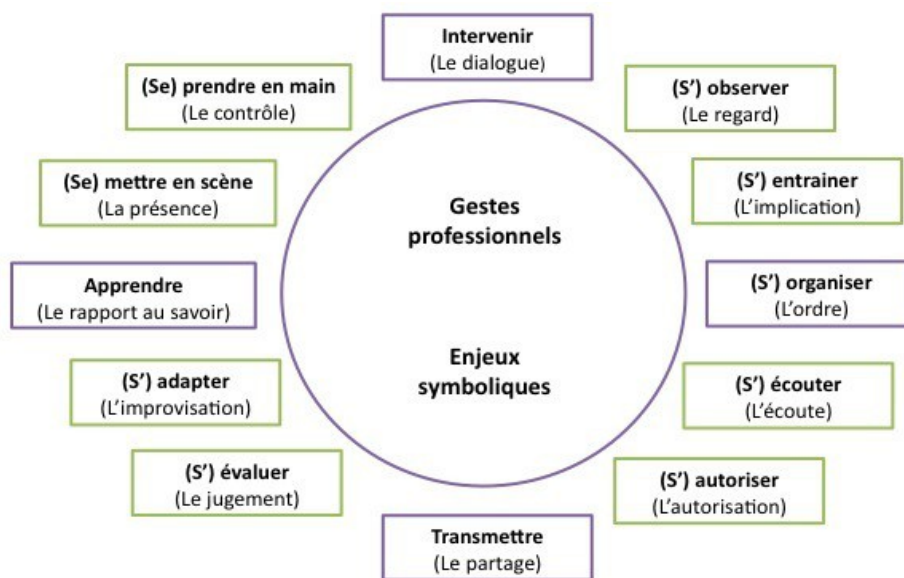 Intervenir
(Le dialogue)
(Se) prendre en main
(Le contrôle)
(S’) observer
(Le regard)
(Se) mettre en scène
(La présence)
(S’) entrainer
(L’implication)
Gestes
professionnels
Apprendre
(Le rapport au savoir)
(S’) organiser
(L’ordre)
Enjeux
symboliques
(S’) adapter
(L’improvisation)
(S’) écouter
(L’écoute)
(S’) évaluer
(Le jugement)
(S’) autoriser
(L’autorisation)
Transmettre
(Le partage)